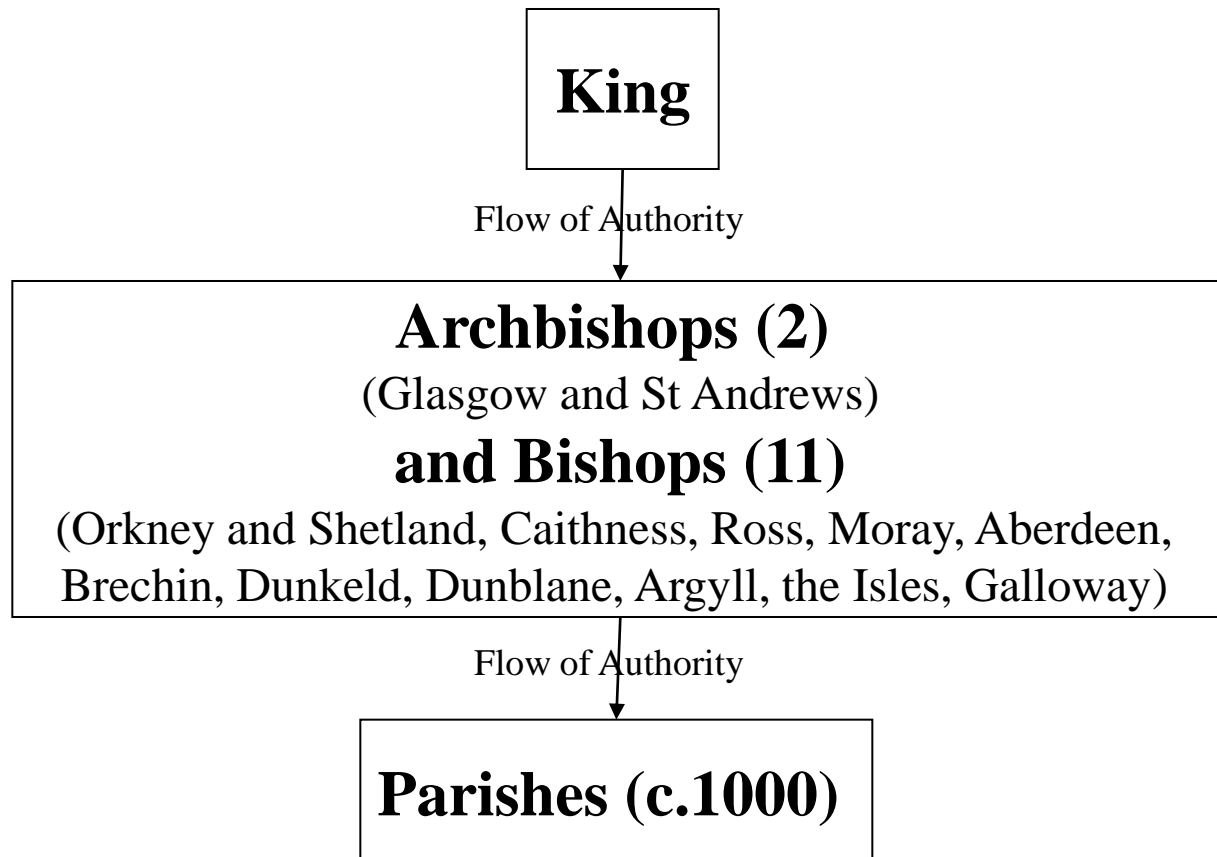 King
Flow of Authority
Archbishops (2)
(Glasgow and St Andrews)
and Bishops (11)
(Orkney and Shetland, Caithness, Ross, Moray, Aberdeen,
Brechin, Dunkeld, Dunblane, Argyll, the Isles, Galloway)
Flow of Authority
Parishes (c.1000)